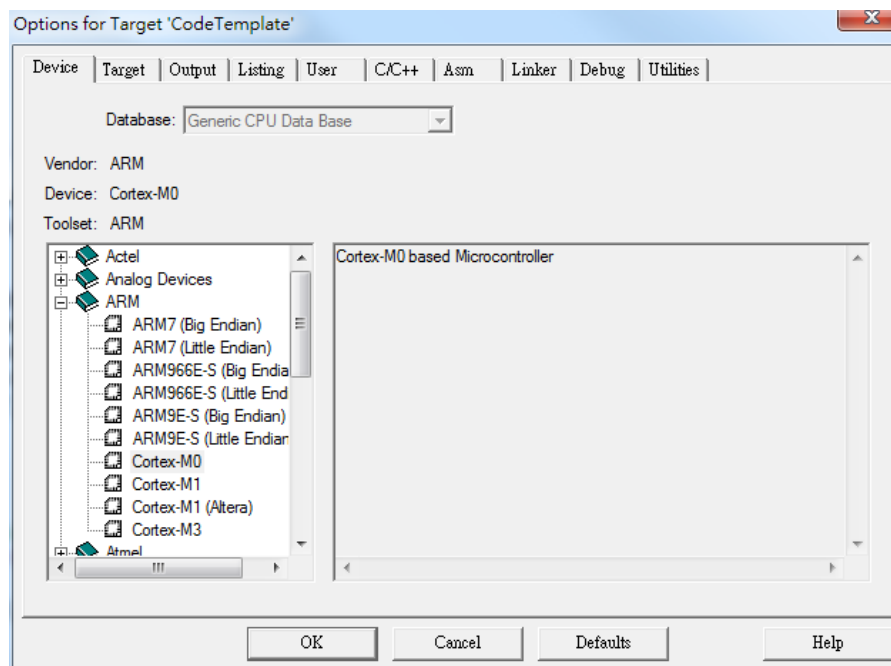 Options for Target 'CodeTemplate'
Device Target Output Listing User C/C++ Asm Linker Debug Utilities
Database: Generic CPU Data Base
Vendor: ARM
Device: Cortex-M0
Toolset: ARM
Actel
Analog Devices
ARM
ARM7 (Big Endian)
ARM7 (Little Endian)
ARM966E-S (Big Endia
ARM966E-S (Little End
ARM9E-S (Big Endian)
ARM9E-S (Little Endian
Cortex-M0
Cortex-M1
Cortex-M1 (Altera)
Cortex-M3
Atmel
Cortex-M0 based Microcontroller
OK Cancel Defaults Help